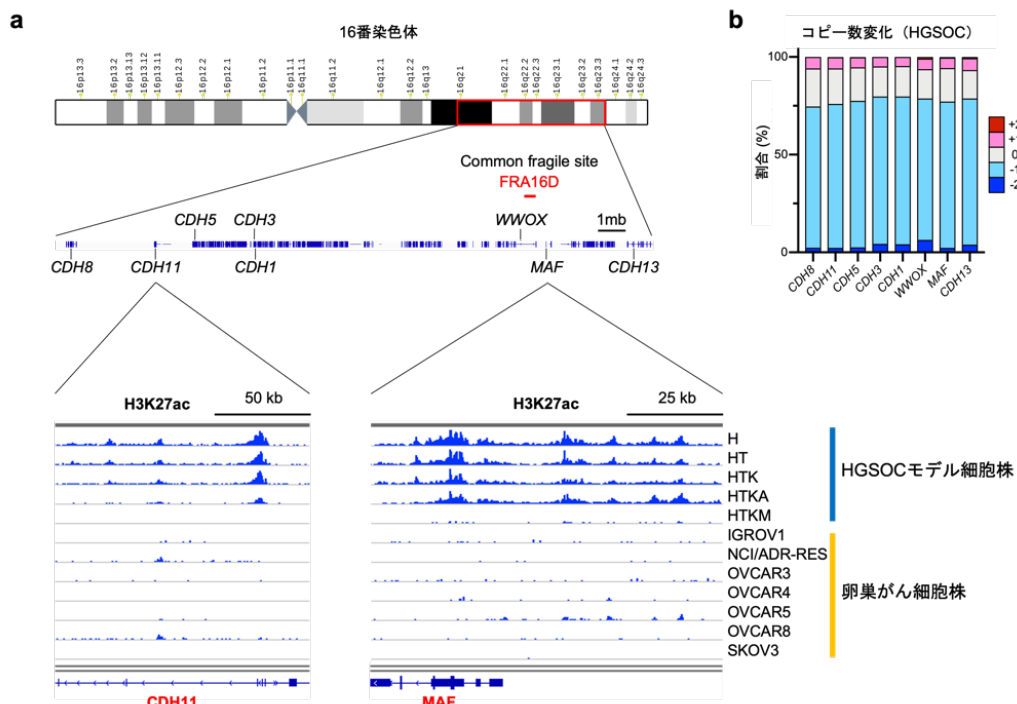 a
16番染色体
16p13.3
16p13.2
16p13.13
16p13.12
16p13.11
16p12.3
16p12.2
16p12.1
16p11.2
16p11.1
16q11.1
16q11.2
16q12.1
16q12.2
16q13
16q21
16q22.1
16q22.2
16q22.3
16q23.1
16q23.2
16q23.3
16q24.1
16q24.2
16q24.3
Common fragile site
FRA16D
CDH5 CDH3 WWOX 1mb
CDH8 CDH11 CDH1 MAF CDH13
50 kb
H3K27ac
25 kb
H3K27ac
H
HT
HTK
HTKA
HTKM
HGSOCモデル細胞株
IGROV1
NCI/ADR-RES
OVCAR3
OVCAR4
OVCAR5
OVCAR8
SKOV3
卵巣がん細胞株
CDH11
MAF
b
コピー数変化（HGSOC）
割合 (%)
100
50
0
+2
+1
0
-1
-2
CDH8
CDH11
CDH5
CDH3
CDH1
WWOX
MAF
CDH13